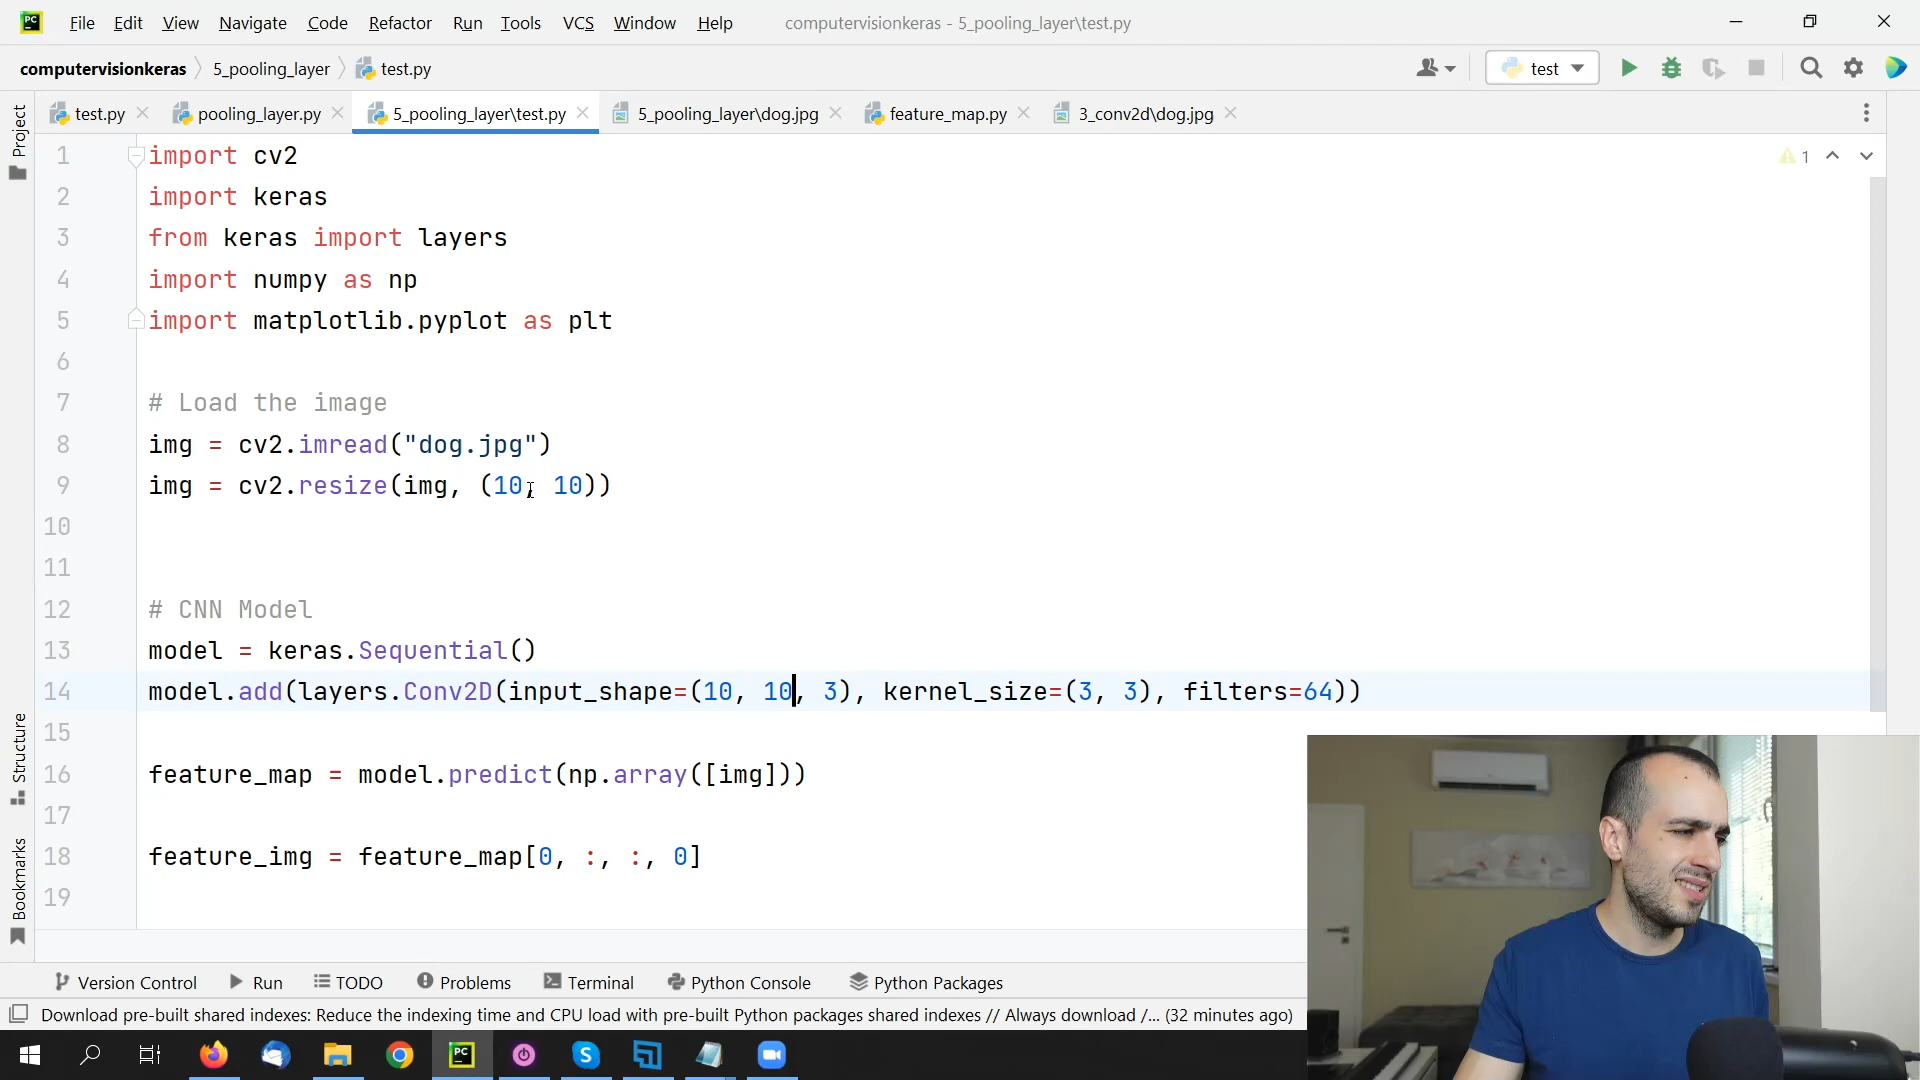 PC File Edit View Navigate Code Refactor Run Tools VCS Window Help computervisionkeras - 5_pooling_layer\test.py
computervisionkeras 5_pooling_layer test.py test
test.py pooling_layer.py 5_pooling_layer\test.py 5_pooling_layer\dog.jpg feature_map.py 3_conv2d\dog.jpg
Project
1 import cv2
1
2 import keras
3 from keras import layers
4 import numpy as np
5 import matplotlib.pyplot as plt
6
7 # Load the image
8 img = cv2.imread("dog.jpg")
9 img = cv2.resize(img, (10, 10))
10
11
12 # CNN Model
13 model = keras.Sequential()
14 model.add(layers.Conv2D(input_shape=(10, 10, 3), kernel_size=(3, 3), filters=64))
15
16 feature_map = model.predict(np.array([img]))
17
18 feature_img = feature_map[0, :, :, 0]
19
Structure
Bookmarks
Version Control Run TODO Problems Terminal Python Console Python Packages
Download pre-built shared indexes: Reduce the indexing time and CPU load with pre-built Python packages shared indexes // Always download /... (32 minutes ago)
PC S